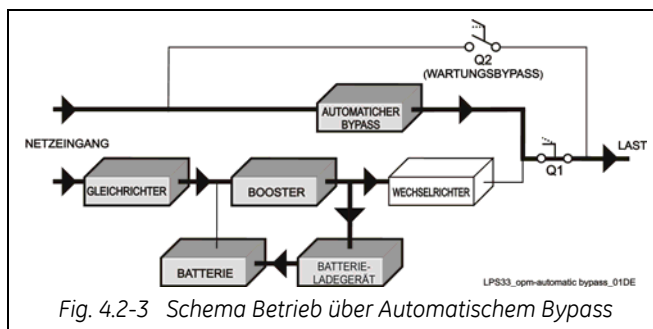 Q2
(WARTUNGSBYPASS)
AUTOMATICHER
BYPASS
NETZEINGANG
LAST
Q1
GLEICHRICHTER
BOOSTER
WECHSELRICHTER
BATTERIE
BATTERIE-
LADEGERÄT
LPS33_opm-automatic bypass_01DE
Fig. 4.2-3 Schema Betrieb über Automatischem Bypass